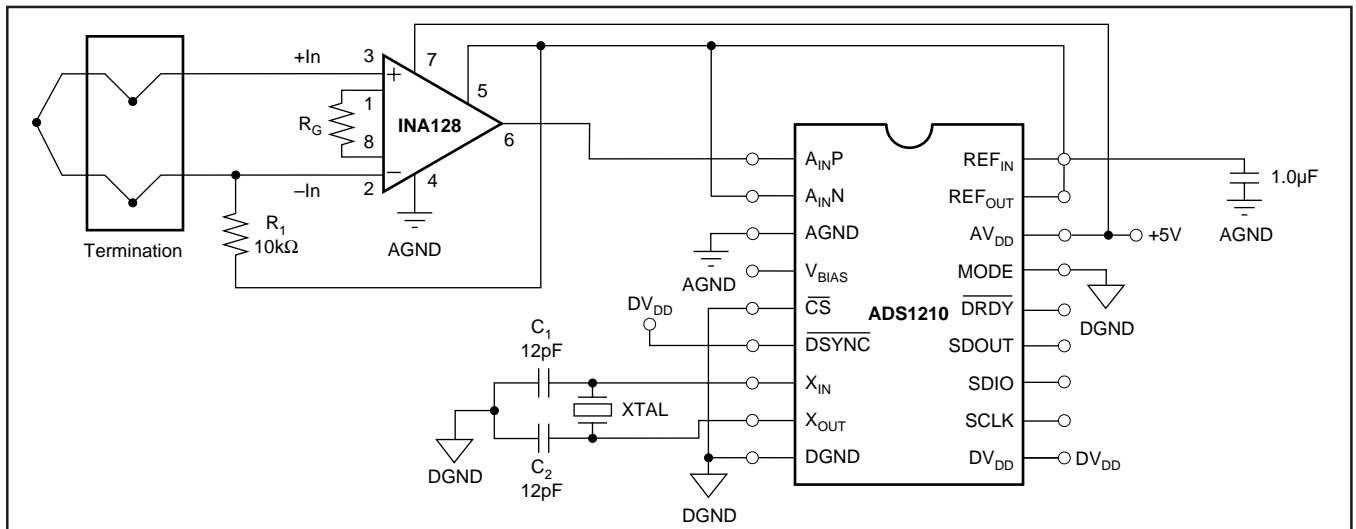 +In
3
7
5
1
R_G
8
INA128
6
–In
2
4
R_1
10kΩ
AGND
Termination
A_INP
A_INN
AGND
V_BIAS
CS
DSYNC
X_IN
X_OUT
DGND
ADS1210
REF_IN
REF_OUT
AV_DD
MODE
DRDY
SDOUT
SDIO
SCLK
DV_DD
1.0µF
AGND
+5V
DGND
DV_DD
AGND
DV_DD
C_1
12pF
XTAL
C_2
12pF
DGND
DGND